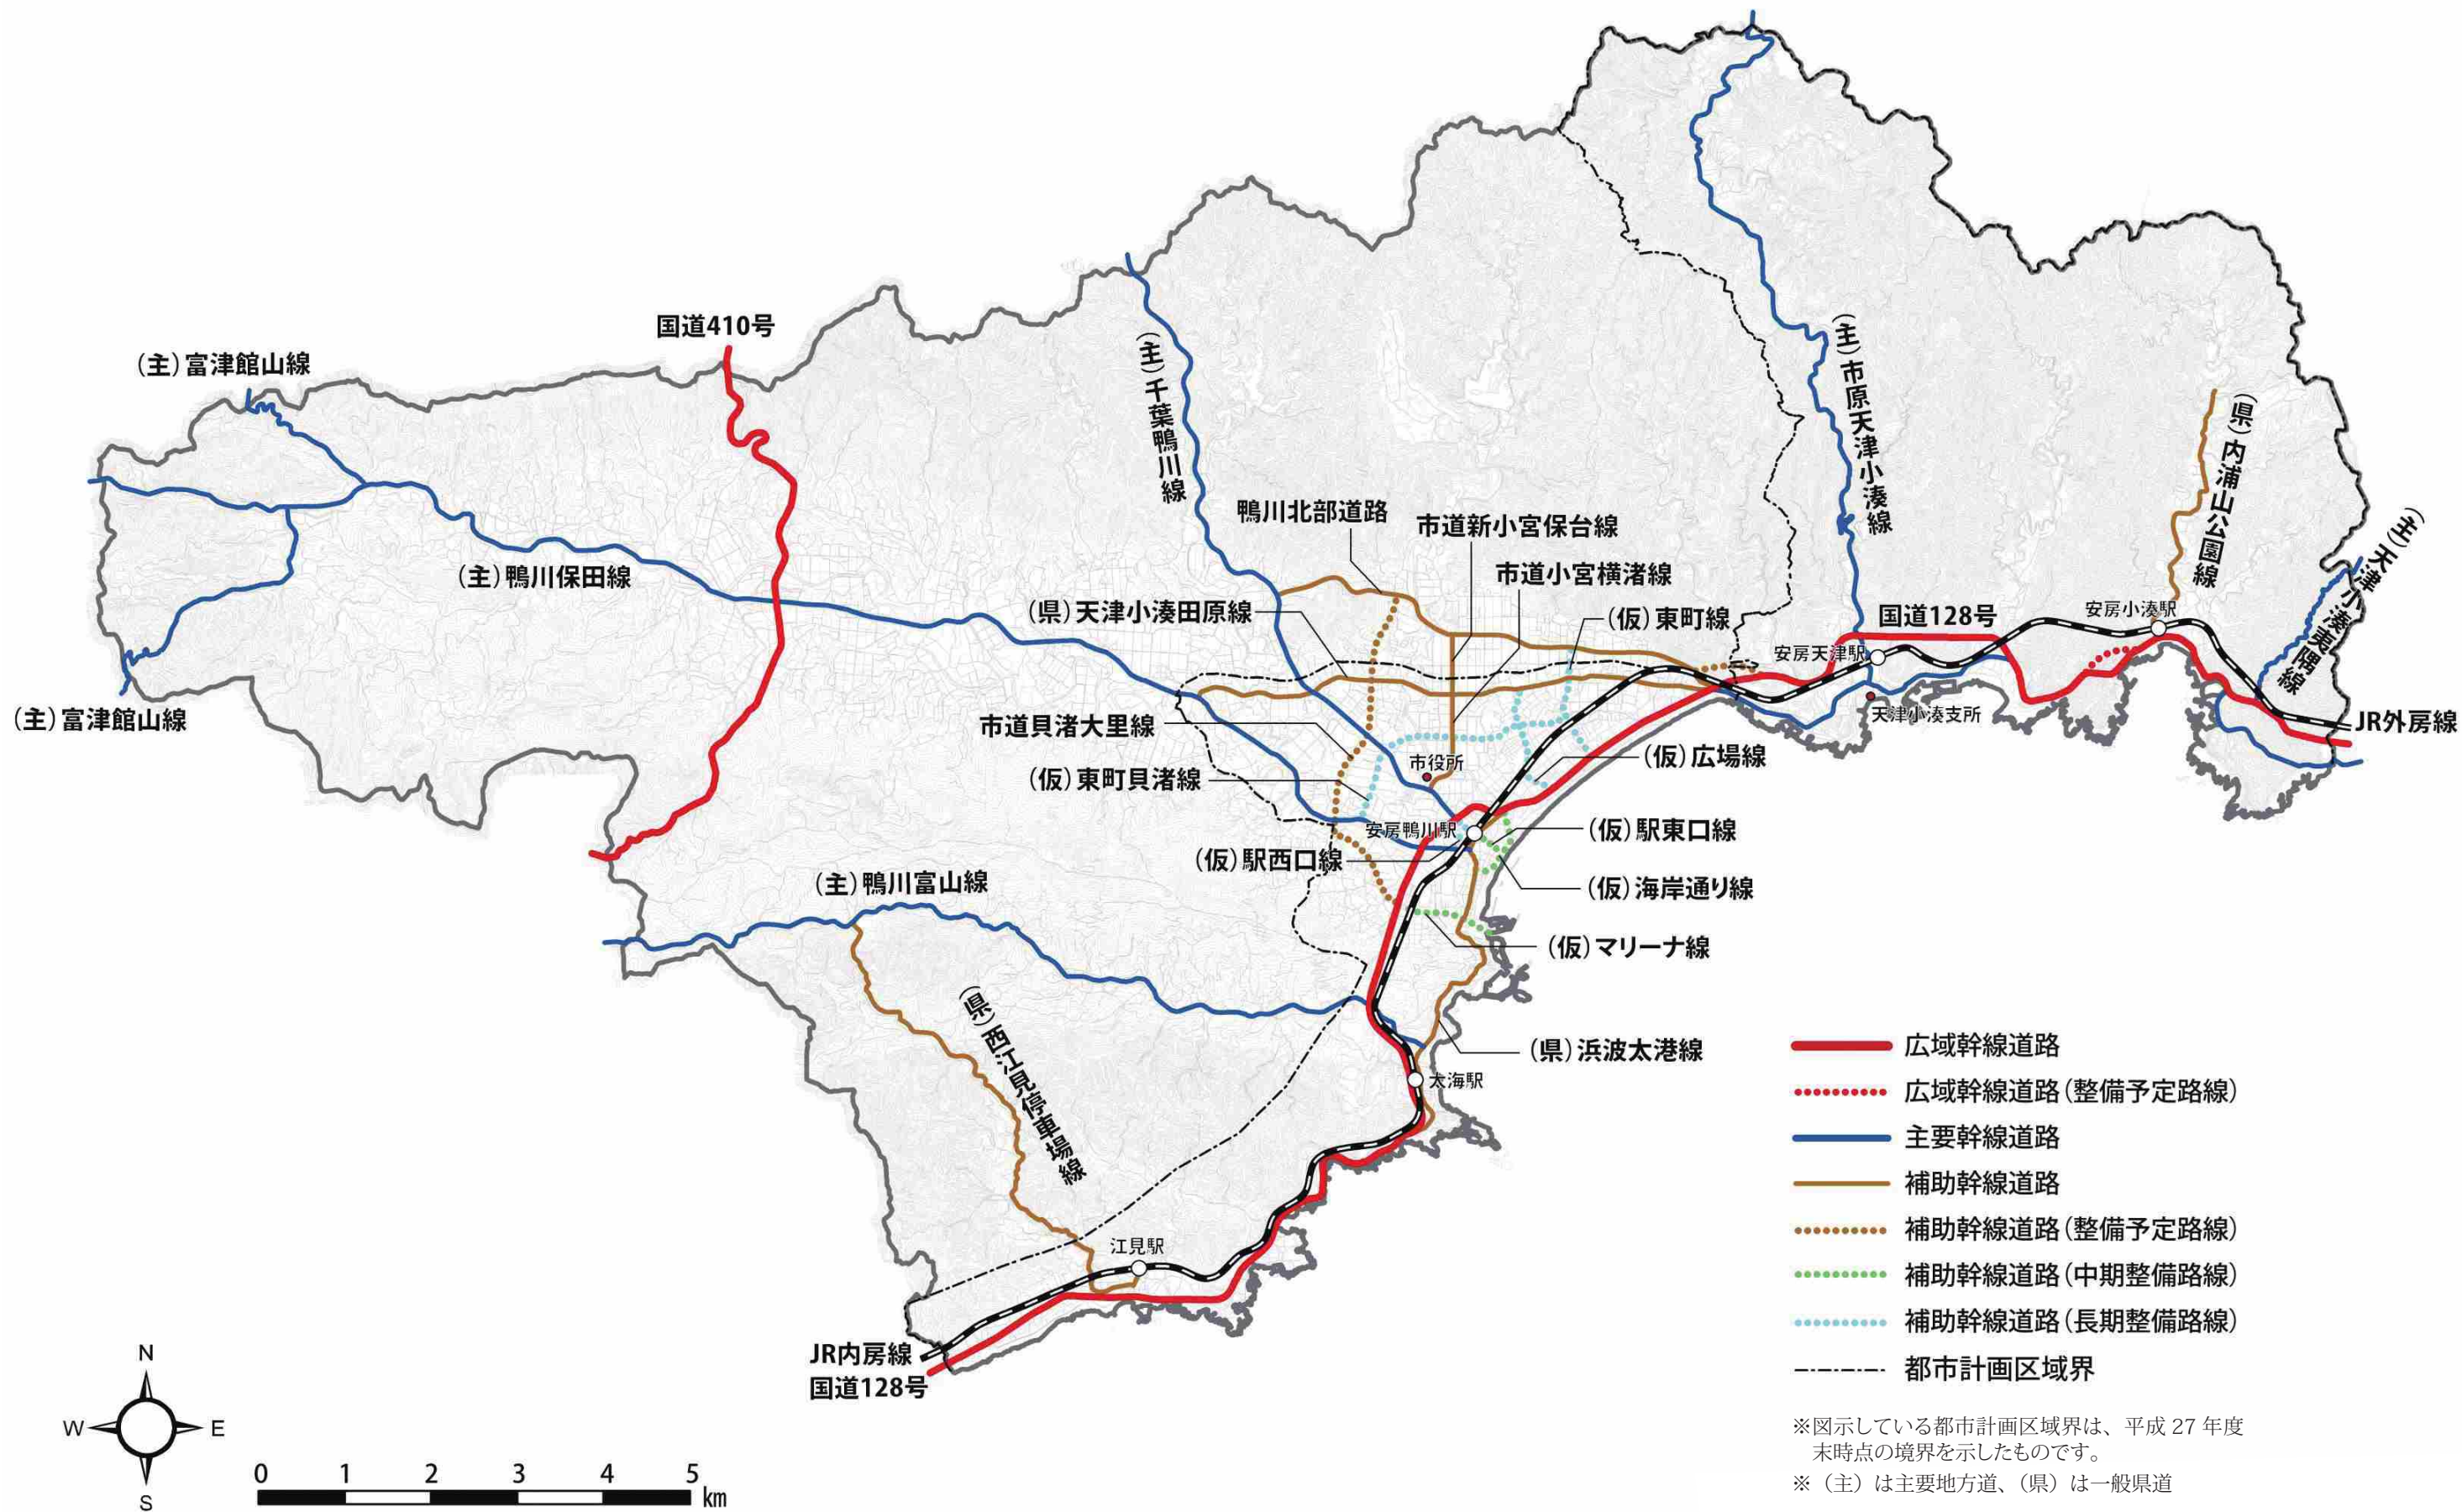 国道410号
(主)富津館山線
(主)千葉鴨川線
(主)市原天津小湊線
(県)内浦山公園線
(主)天津小湊夷隅線
鴨川北部道路
市道新小宮保台線
市道小宮横渚線
(主)鴨川保田線
(県)天津小湊田原線
(仮)東町線
国道128号
安房小湊駅
安房天津駅
天津小湊支所
(主)富津館山線
JR外房線
市道貝渚大里線
市役所
(仮)広場線
(仮)東町貝渚線
安房鴨川駅
(仮)駅東口線
(仮)駅西口線
(主)鴨川富山線
(仮)海岸通り線
(仮)マリーナ線
(県)西江見停車場線
(県)浜波太港線
太海駅
江見駅
JR内房線
国道128号
広域幹線道路
広域幹線道路(整備予定路線)
主要幹線道路
補助幹線道路
補助幹線道路(整備予定路線)
補助幹線道路(中期整備路線)
補助幹線道路(長期整備路線)
都市計画区域界
※図示している都市計画区域界は、平成 27 年度
末時点の境界を示したものです。
※（主）は主要地方道、（県）は一般県道
N
W E
S
0 1 2 3 4 5
km